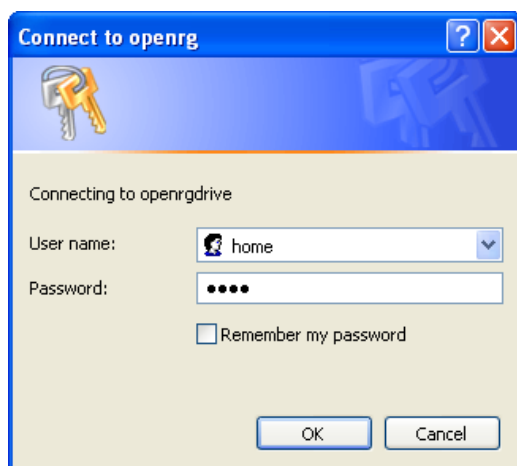 Connect to openrg
Connecting to openrgdrive
User name: home
Password: ••••
Remember my password
OK Cancel